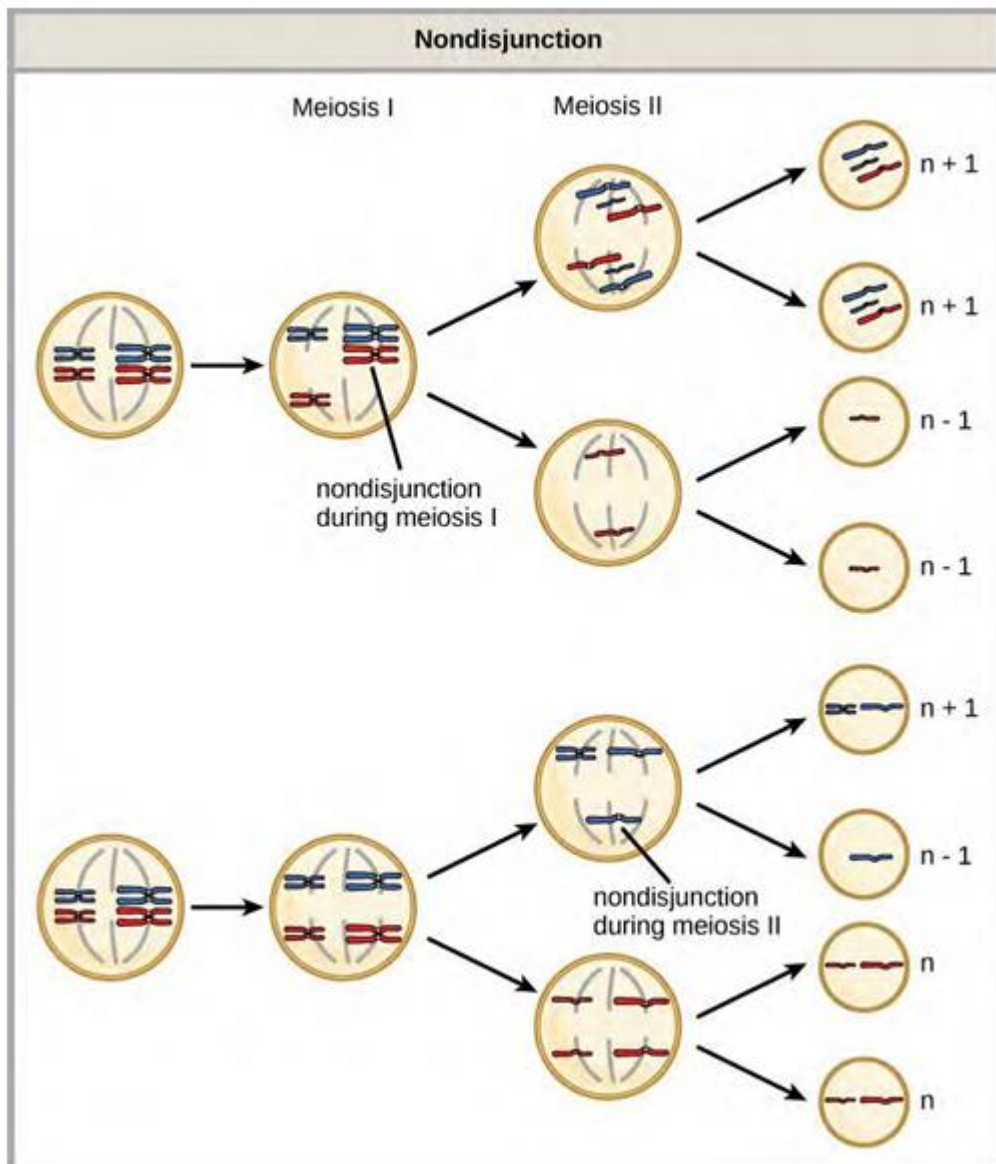 Nondisjunction
Meiosis I
Meiosis II
n + 1
n + 1
nondisjunction
during meiosis I
n - 1
n - 1
n + 1
n - 1
nondisjunction
during meiosis II
n
n